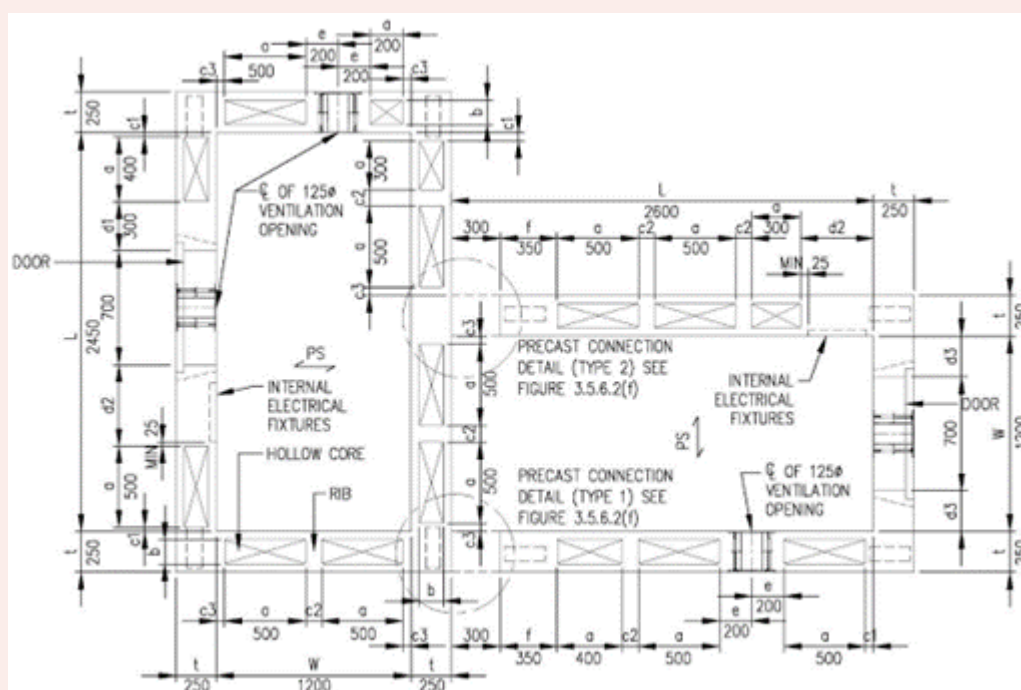 a
e
a
200
200
a
e
c3
500
200
c3
t
250
c1
b
c1
a
400
a
300
c2
℄ OF 125ø
VENTILATION
OPENING
d1
300
a
500
L
2600
t
250
a
300
d2
300
f
350
a
500
c2
a
500
c2
DOOR
MIN 25
c3
L
2450
700
PS
c3
t
250
PRECAST CONNECTION
DETAIL (TYPE 2) SEE
FIGURE 3.5.6.2(f)
a
500
INTERNAL
ELECTRICAL
FIXTURES
d3
DOOR
INTERNAL
ELECTRICAL
FIXTURES
d2
c2
PS
700
W
1200
MIN 25
HOLLOW CORE
a
500
PRECAST CONNECTION
DETAIL (TYPE 1) SEE
FIGURE 3.5.6.2(f)
℄ OF 125ø
VENTILATION
OPENING
a
500
RIB
d3
c1
c3
t
250
b
t
250
b
e
200
e
200
c3
a
500
c2
a
500
c3
300
f
350
a
400
c2
a
500
a
500
c1
t
250
W
1200
t
250